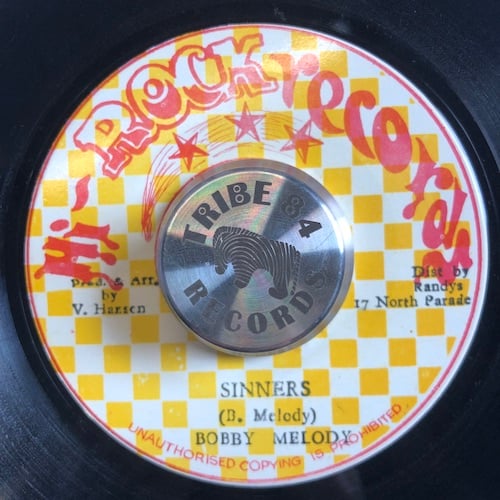 Hi-ROCK records
TRIBE 84
RECORDS
Prod. & Arr.
by
V. Hansen
Dist by
Randys
17 North Parade
SINNERS
(B. Melody)
BOBBY MELODY
UNAUTHORISED COPYING IS PROHIBITED